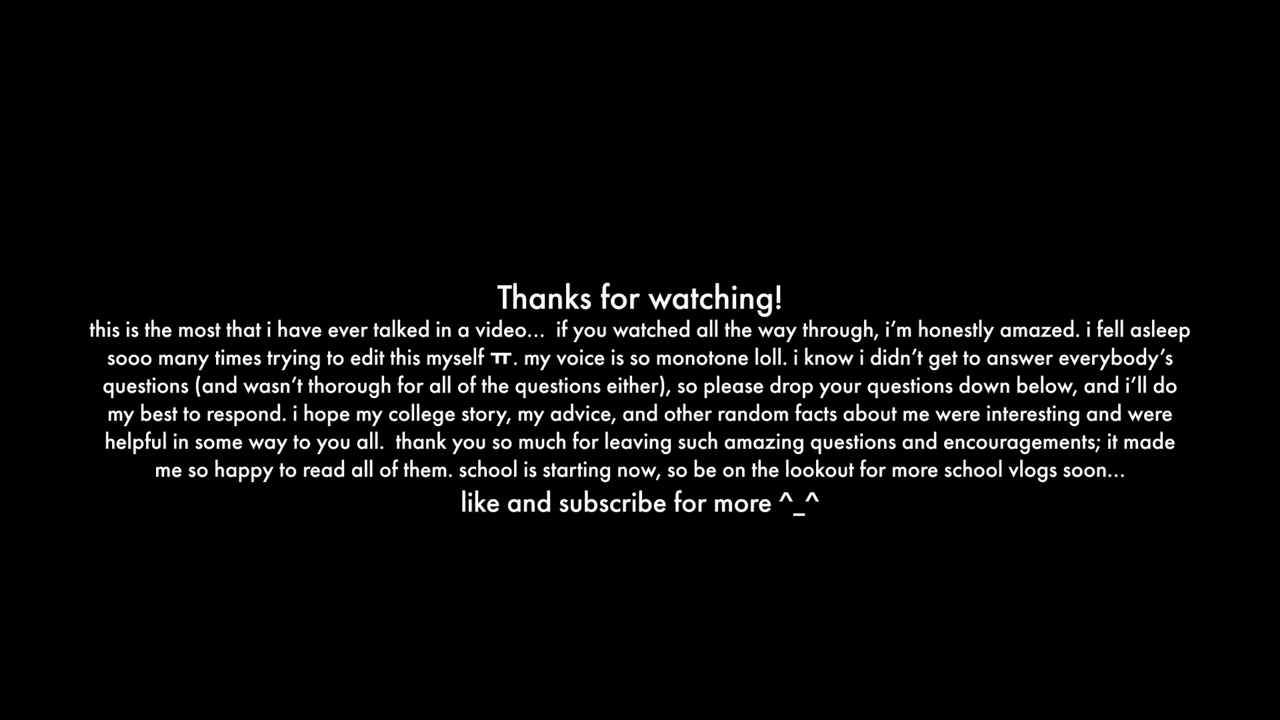 Thanks for watching!
this is the most that i have ever talked in a video...  if you watched all the way through, i’m honestly amazed. i fell asleep
sooo many times trying to edit this myself ㅠ. my voice is so monotone loll. i know i didn’t get to answer everybody’s
questions (and wasn’t thorough for all of the questions either), so please drop your questions down below, and i’ll do
my best to respond. i hope my college story, my advice, and other random facts about me were interesting and were
helpful in some way to you all.  thank you so much for leaving such amazing questions and encouragements; it made
me so happy to read all of them. school is starting now, so be on the lookout for more school vlogs soon...
like and subscribe for more ^_^